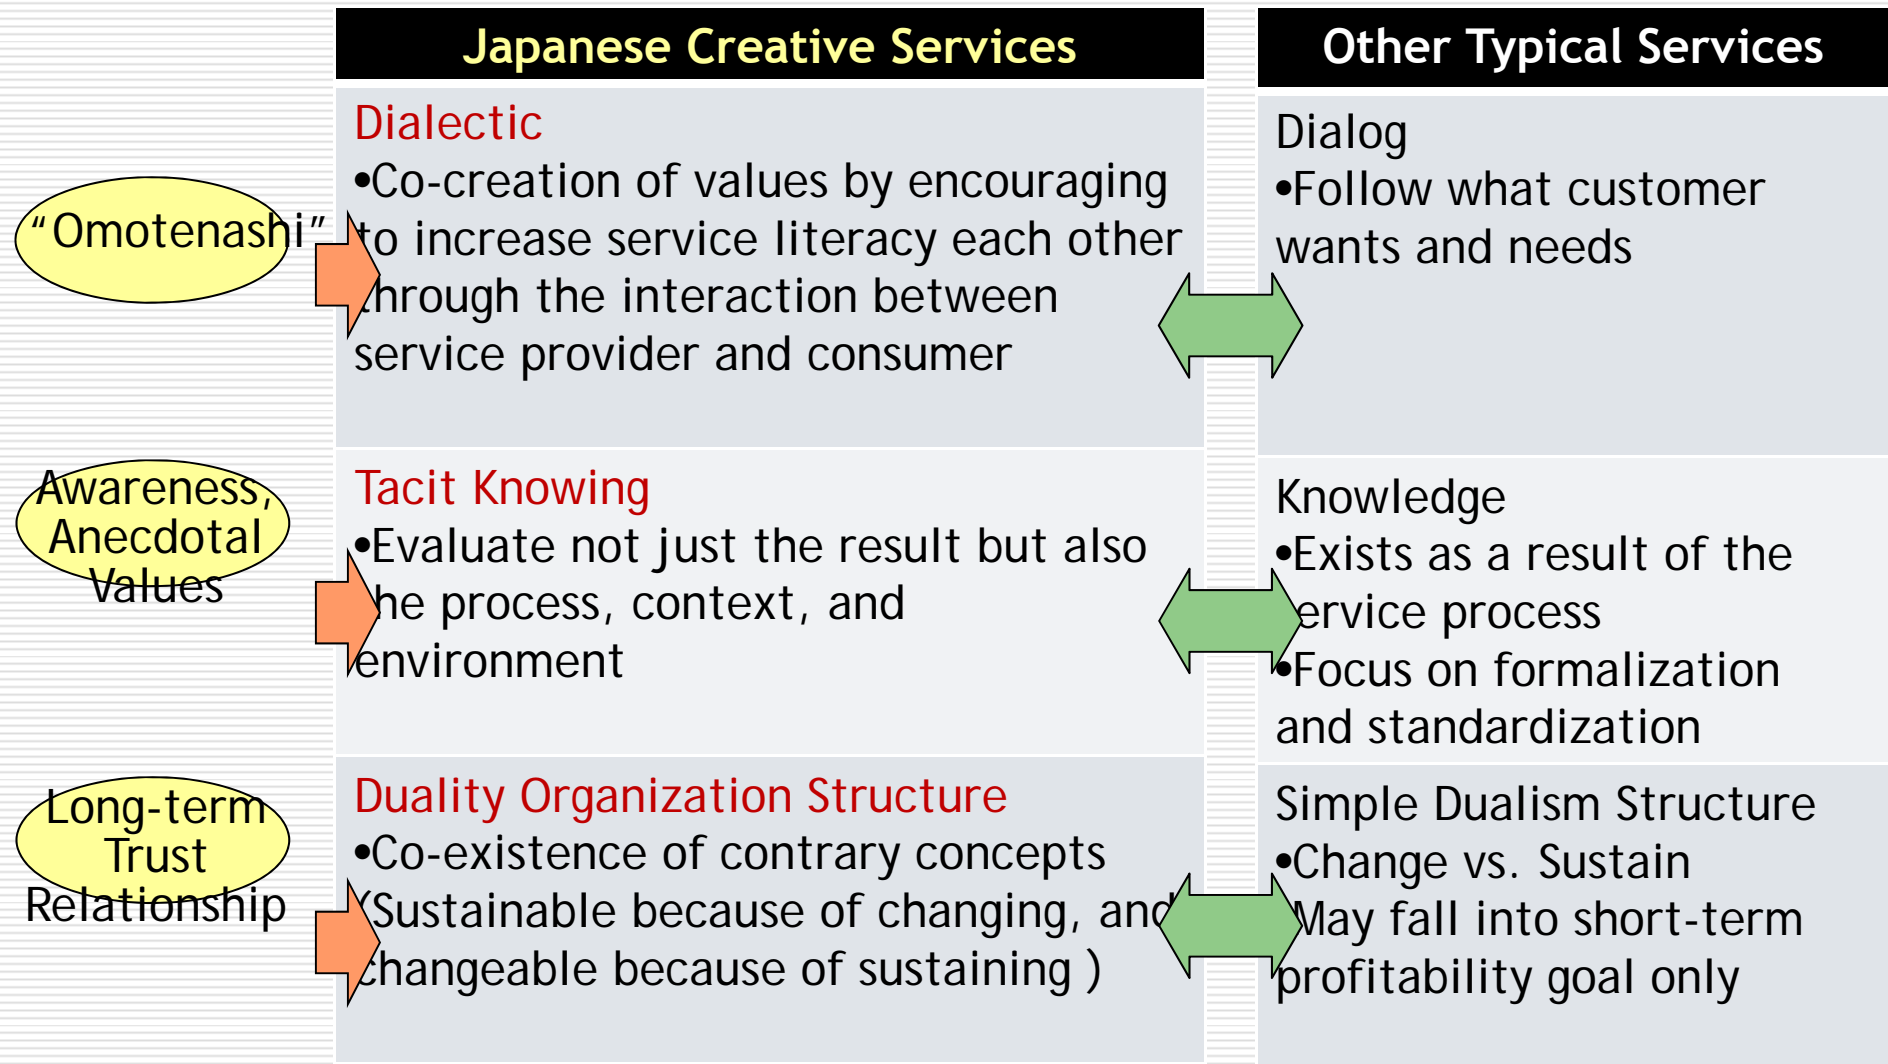 Japanese Creative Services
Other Typical Services
“Omotenashi”
Dialectic
•Co-creation of values by encouraging
to increase service literacy each other
through the interaction between
service provider and consumer
Dialog
•Follow what customer
wants and needs
Awareness,
Anecdotal
Values
Tacit Knowing
•Evaluate not just the result but also
the process, context, and
environment
Knowledge
•Exists as a result of the
service process
•Focus on formalization
and standardization
Long-term
Trust
Relationship
Duality Organization Structure
•Co-existence of contrary concepts
(Sustainable because of changing, and
changeable because of sustaining )
Simple Dualism Structure
•Change vs. Sustain
•May fall into short-term
profitability goal only